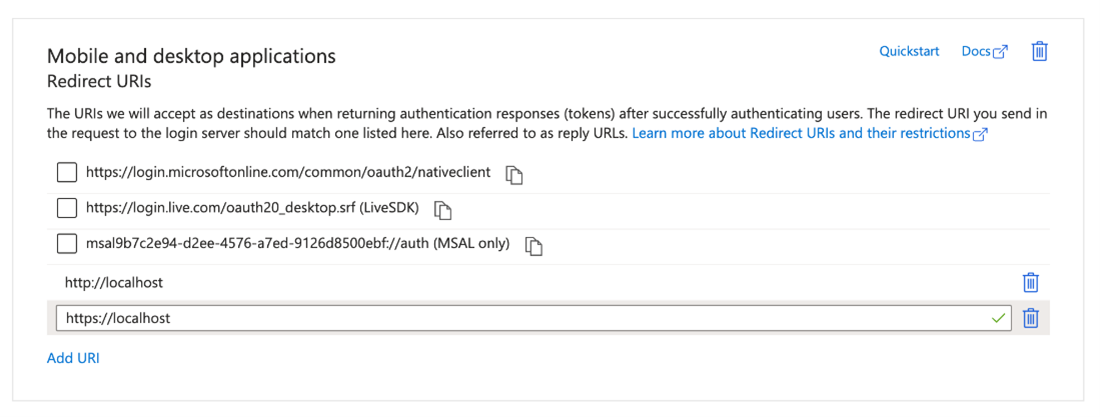 Mobile and desktop applications
Quickstart
Docs
Redirect URIs
The URIs we will accept as destinations when returning authentication responses (tokens) after successfully authenticating users. The redirect URI you send in
the request to the login server should match one listed here. Also referred to as reply URLs. Learn more about Redirect URIs and their restrictions
https://login.microsoftonline.com/common/oauth2/nativeclient
https://login.live.com/oauth20_desktop.srf (LiveSDK)
msal9b7c2e94-d2ee-4576-a7ed-9126d8500ebf://auth (MSAL only)
http://localhost
https://localhost
Add URI